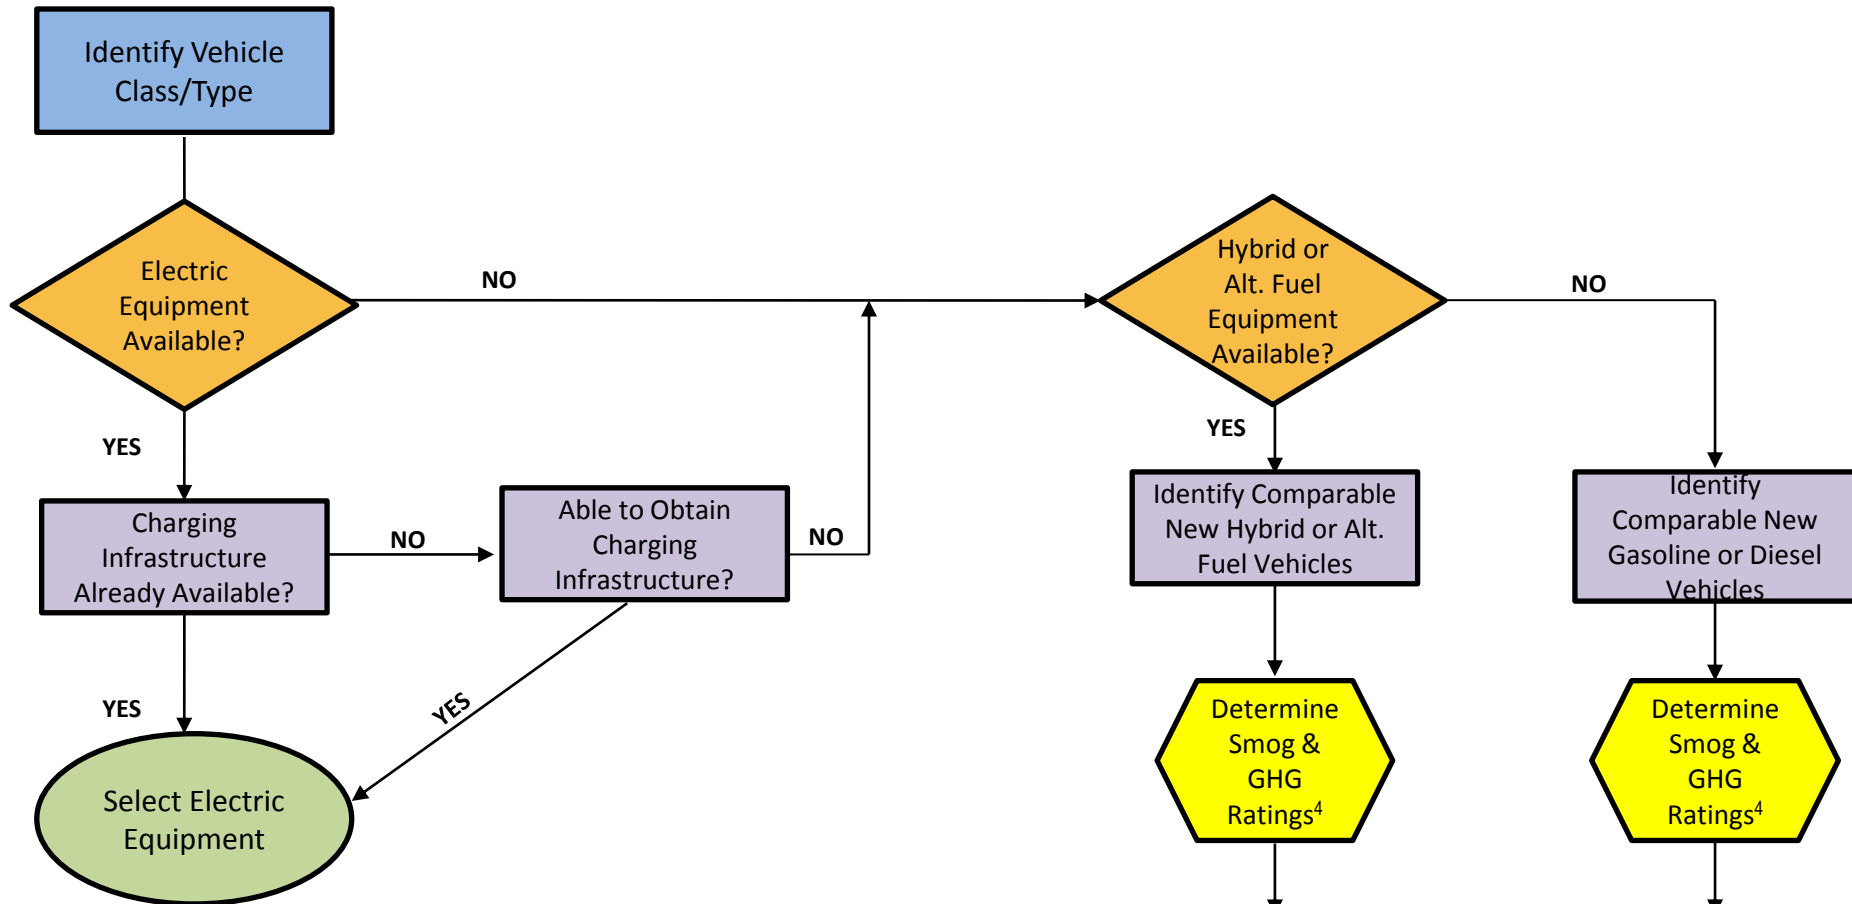 Identify Vehicle
Class/Type
Electric
Equipment
Available?
NO
Hybrid or
Alt. Fuel
Equipment
Available?
NO
YES
Charging
Infrastructure
Already Available?
NO
Able to Obtain
Charging
Infrastructure?
NO
YES
Identify Comparable
New Hybrid or Alt.
Fuel Vehicles
Identify
Comparable New
Gasoline or Diesel
Vehicles
YES
YES
Select Electric
Equipment
Determine
Smog &
GHG
Ratings⁴
Determine
Smog &
GHG
Ratings⁴